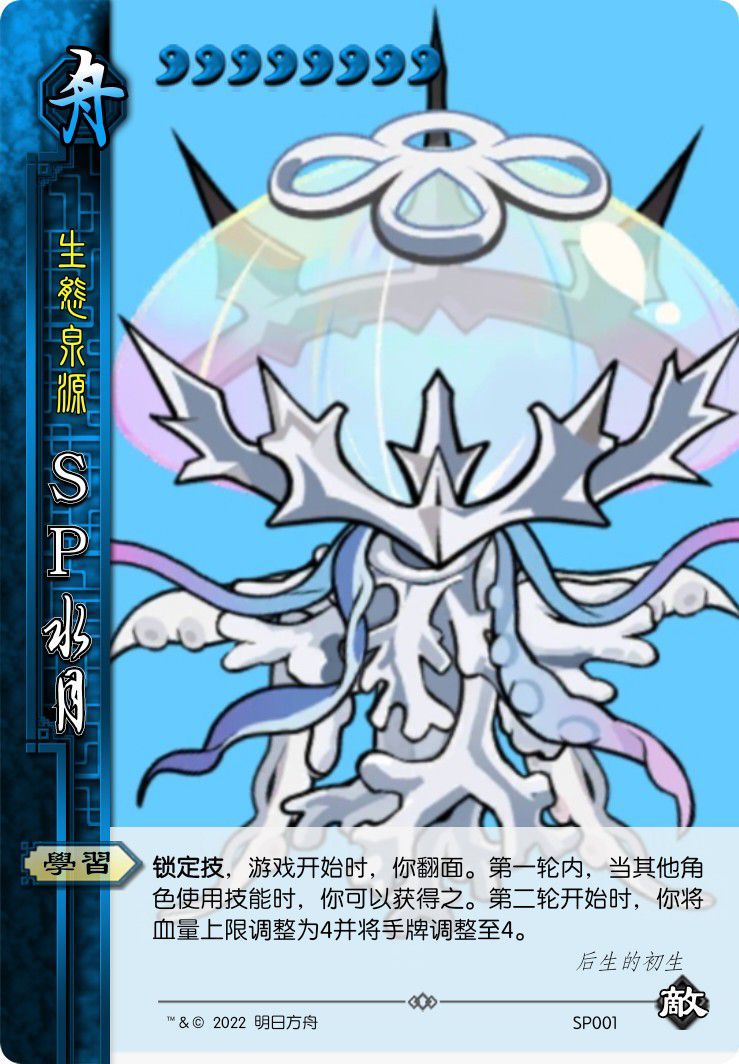 舟
生態泉源
SP水月
學習
锁定技，游戏开始时，你翻面。第一轮内，当其他角
色使用技能时，你可以获得之。第二轮开始时，你将
血量上限调整为4并将手牌调整至4。
后生的初生
™&© 2022 明日方舟
SP001
敵